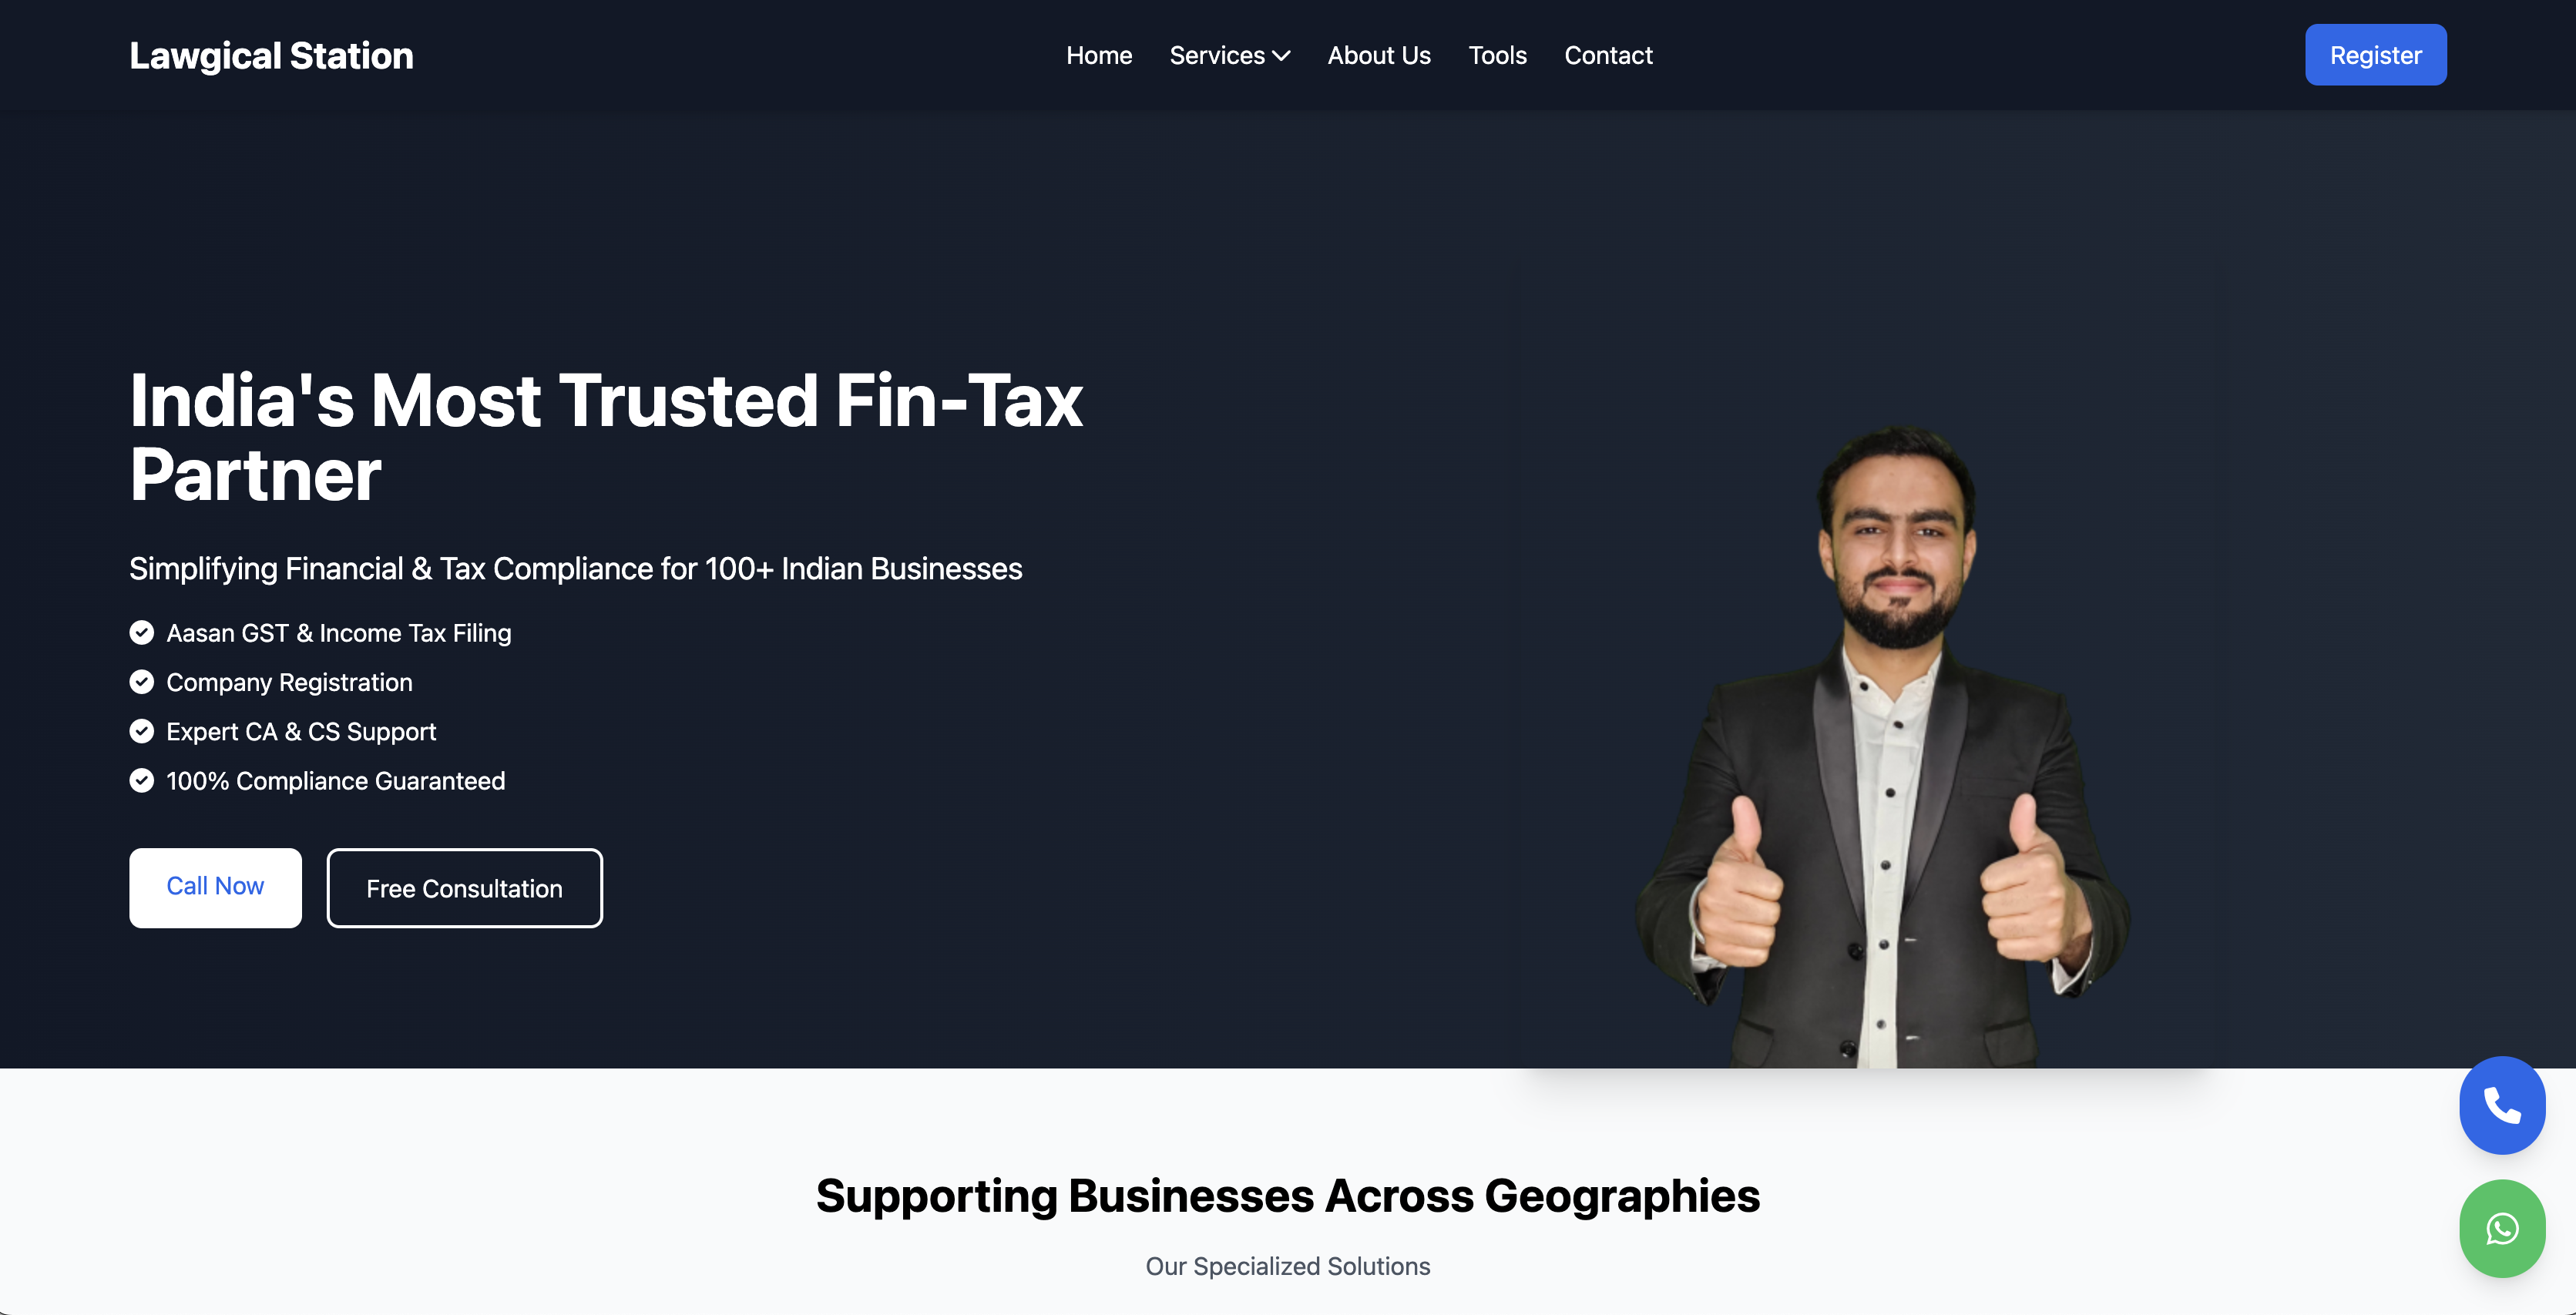 Lawgical Station
Home
Services
About Us
Tools
Contact
Register
India's Most Trusted Fin-Tax
Partner
Simplifying Financial & Tax Compliance for 100+ Indian Businesses
Aasan GST & Income Tax Filing
Company Registration
Expert CA & CS Support
100% Compliance Guaranteed
Call Now
Free Consultation
Supporting Businesses Across Geographies
Our Specialized Solutions